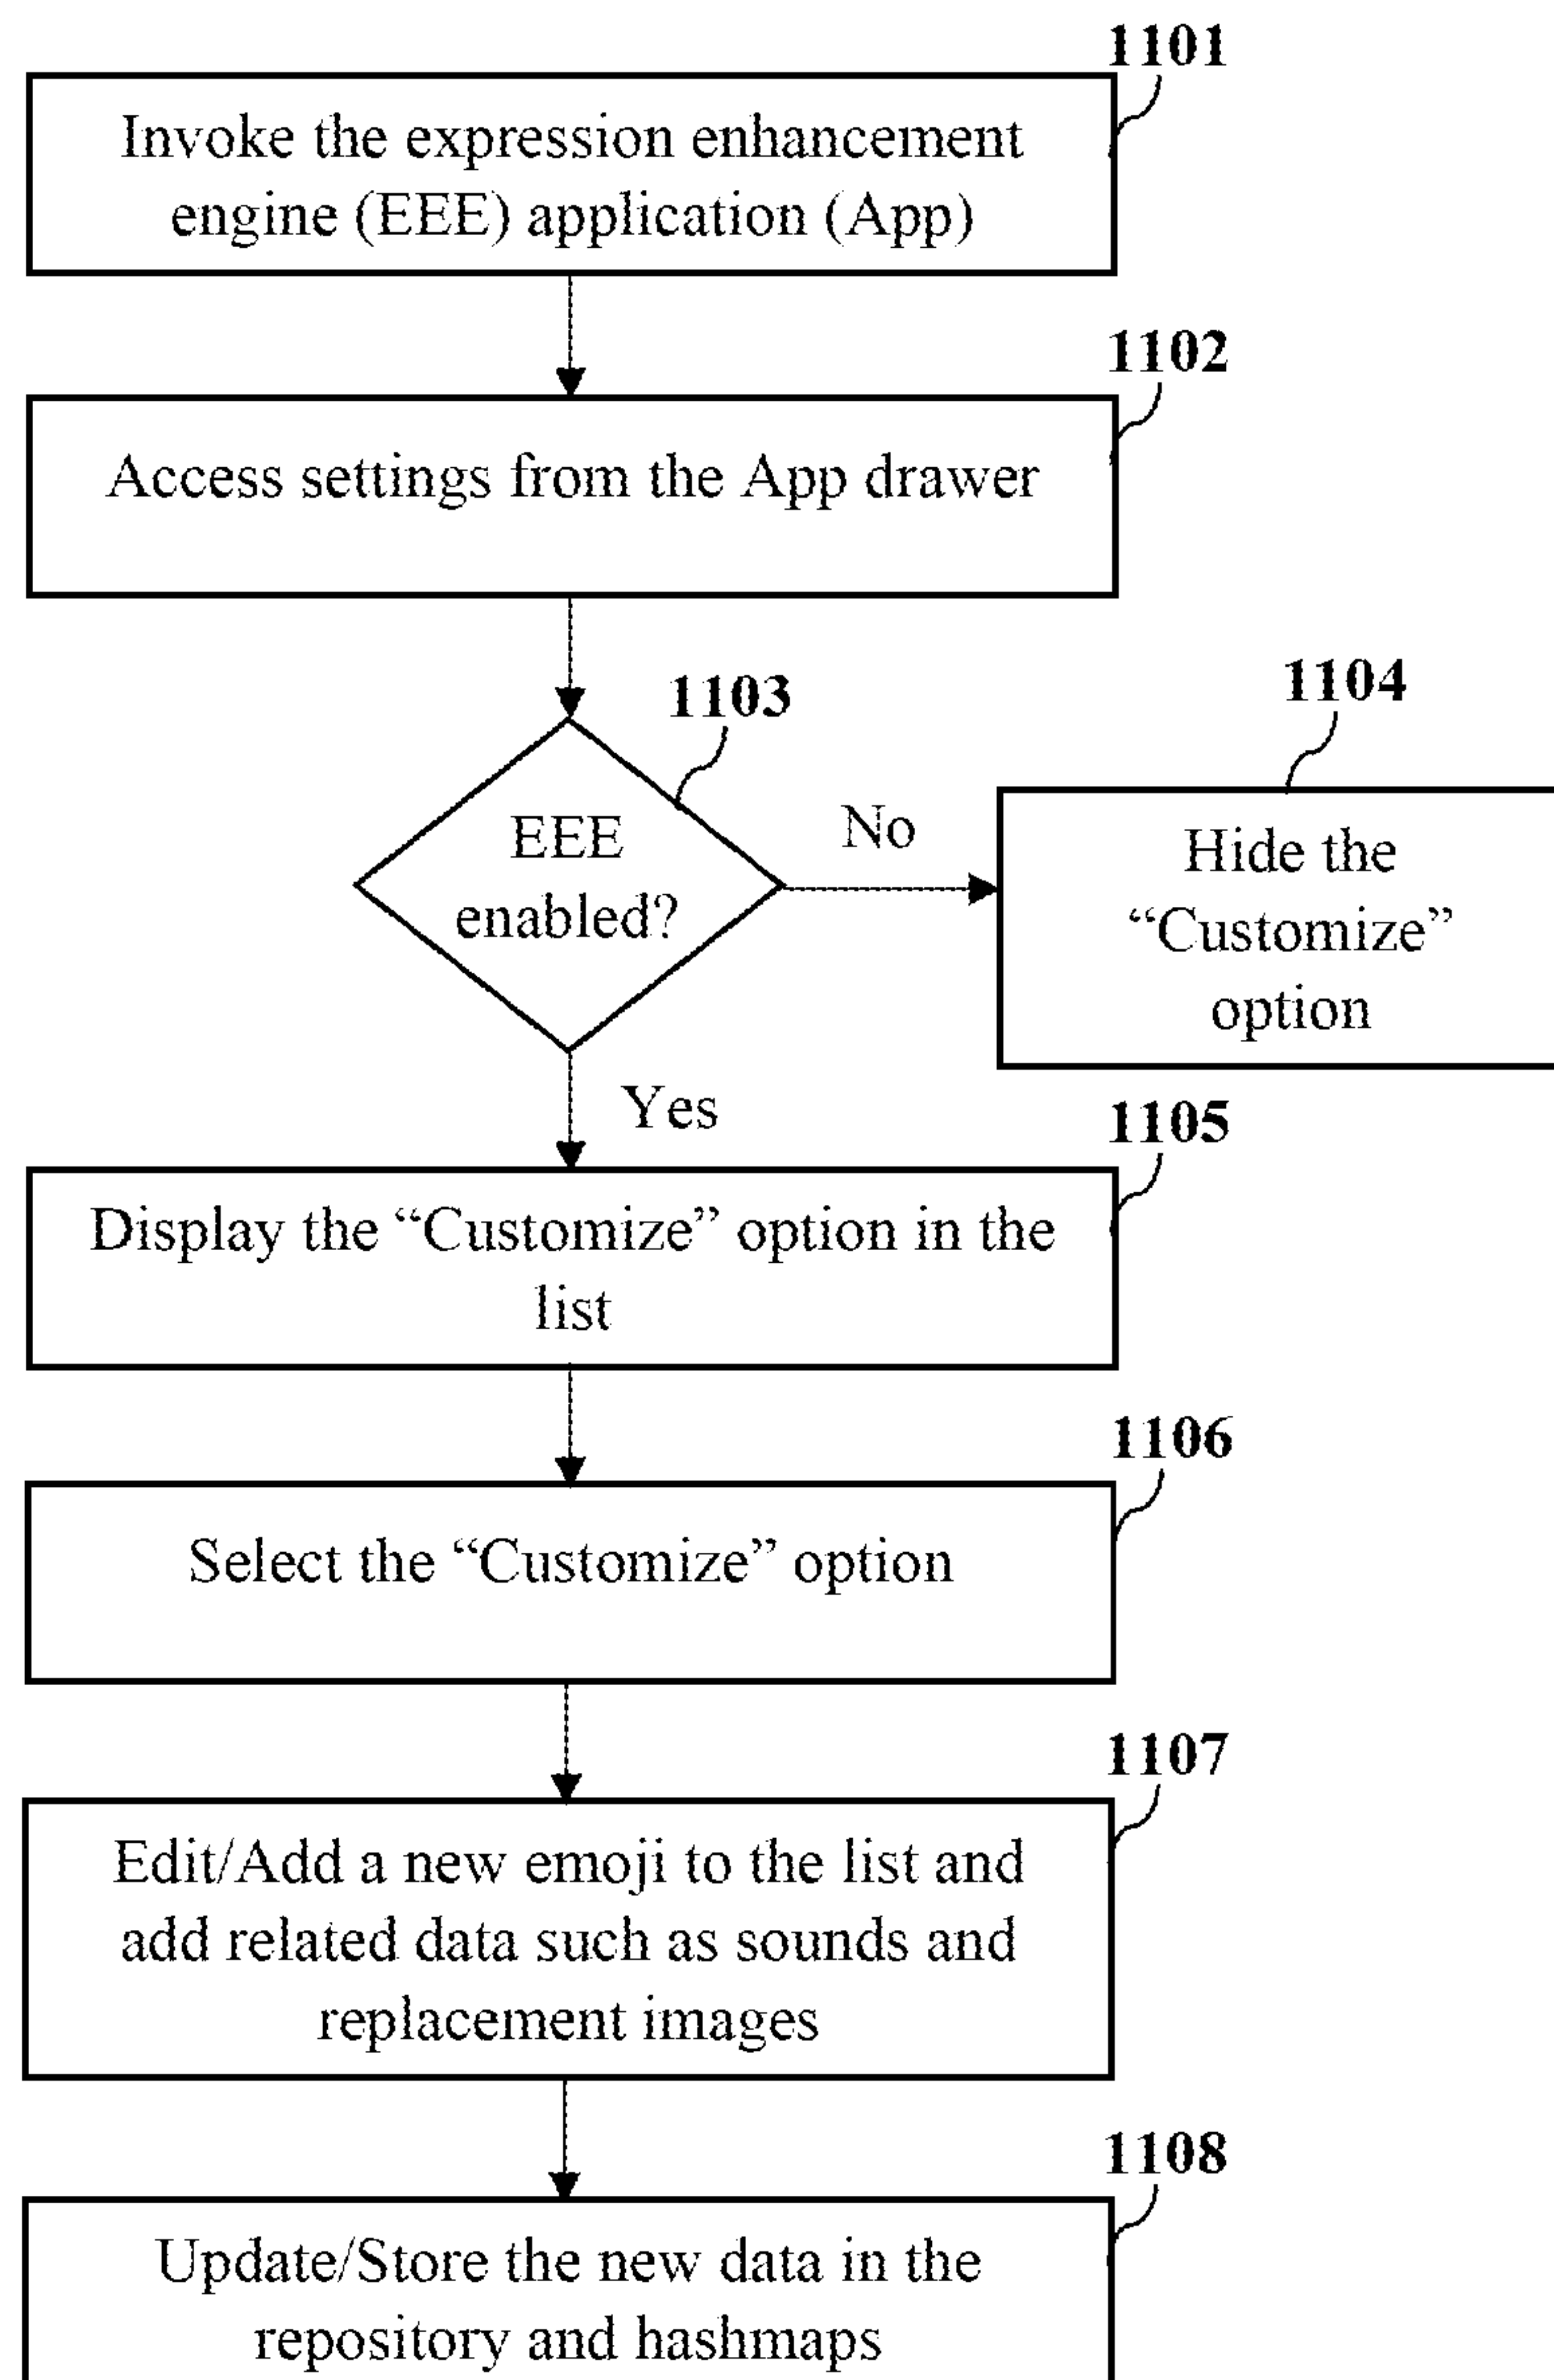 1101
Invoke the expression enhancement
engine (EEE) application (App)
1102
Access settings from the App drawer
1103
EEE
enabled?
No
1104
Hide the
“Customize”
option
Yes
1105
Display the “Customize” option in the
list
1106
Select the “Customize” option
1107
Edit/Add a new emoji to the list and
add related data such as sounds and
replacement images
1108
Update/Store the new data in the
repository and hashmaps